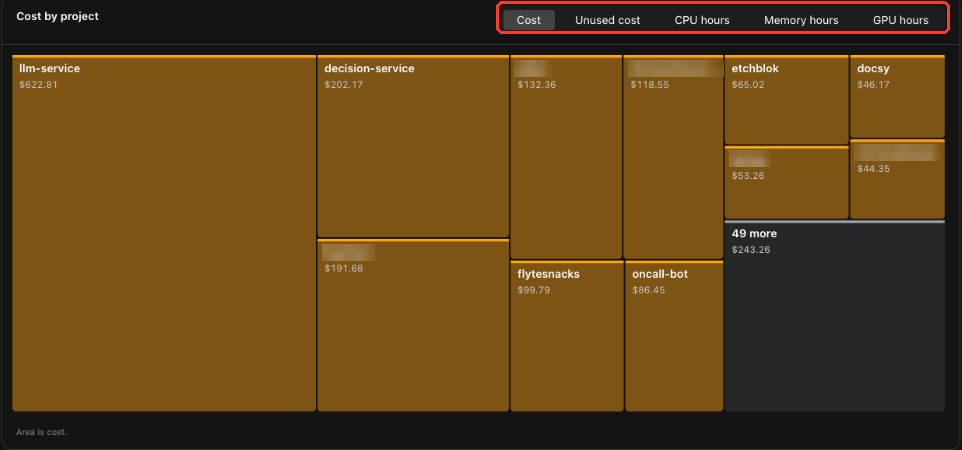 Cost by project
Cost Unused cost CPU hours Memory hours GPU hours
llm-service
$622.81
decision-service
$202.17
$191.68
$132.36
$118.55
flytesnacks
$99.79
oncall-bot
$86.45
etchblok
$65.02
docsy
$46.17
$53.26
$44.35
49 more
$243.26
Area is cost.